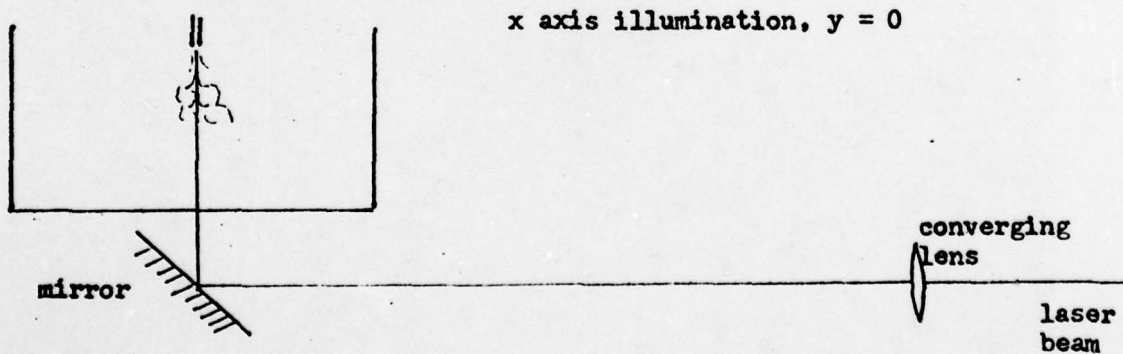 x axis illumination, y = 0
converging
lens
mirror
laser
beam